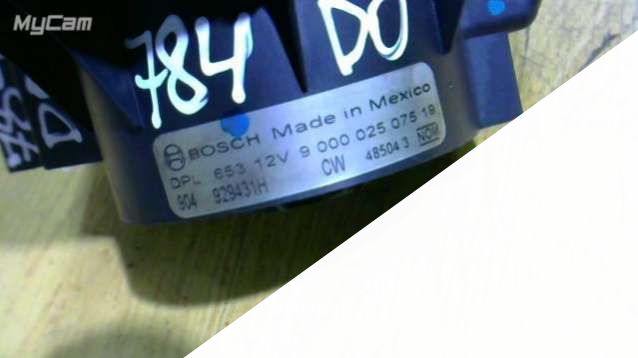 MyCam
784 DO
BOSCH Made in Mexico
DPL 653 12V 9 000 025 075 18
904 929431H CW 48504 3 NOM